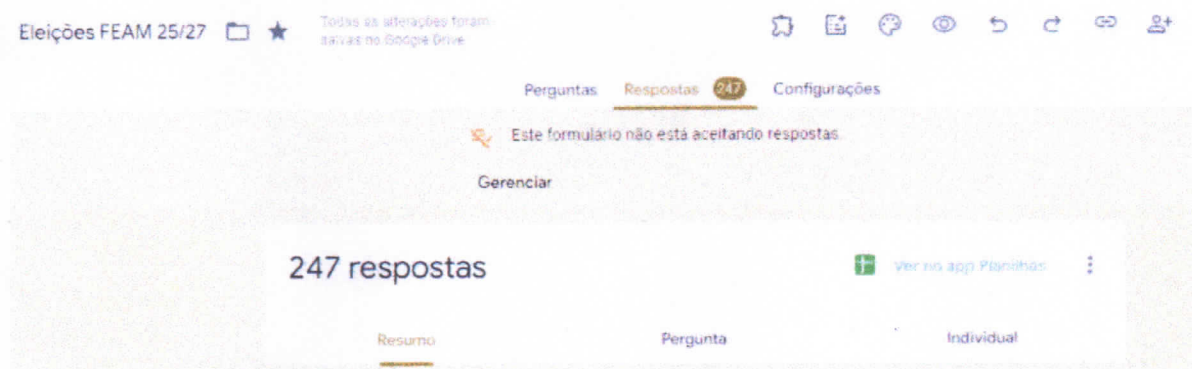 Eleições FEAM 25/27
Todas as alterações foram
salvas no Google Drive
Perguntas Respostas 247 Configurações
Este formulário não está aceitando respostas.
Gerenciar
247 respostas
Ver no app Planilhas
Resumo Pergunta Individual